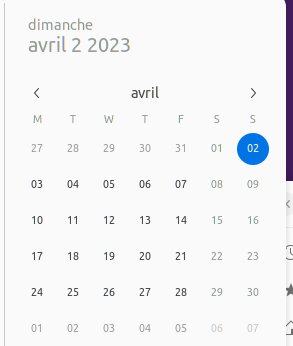 dimanche
avril 2 2023
avril
M T W T F S S
27 28 29 30 31 01 02
03 04 05 06 07 08 09
10 11 12 13 14 15 16
17 18 19 20 21 22 23
24 25 26 27 28 29 30
01 02 03 04 05 06 07